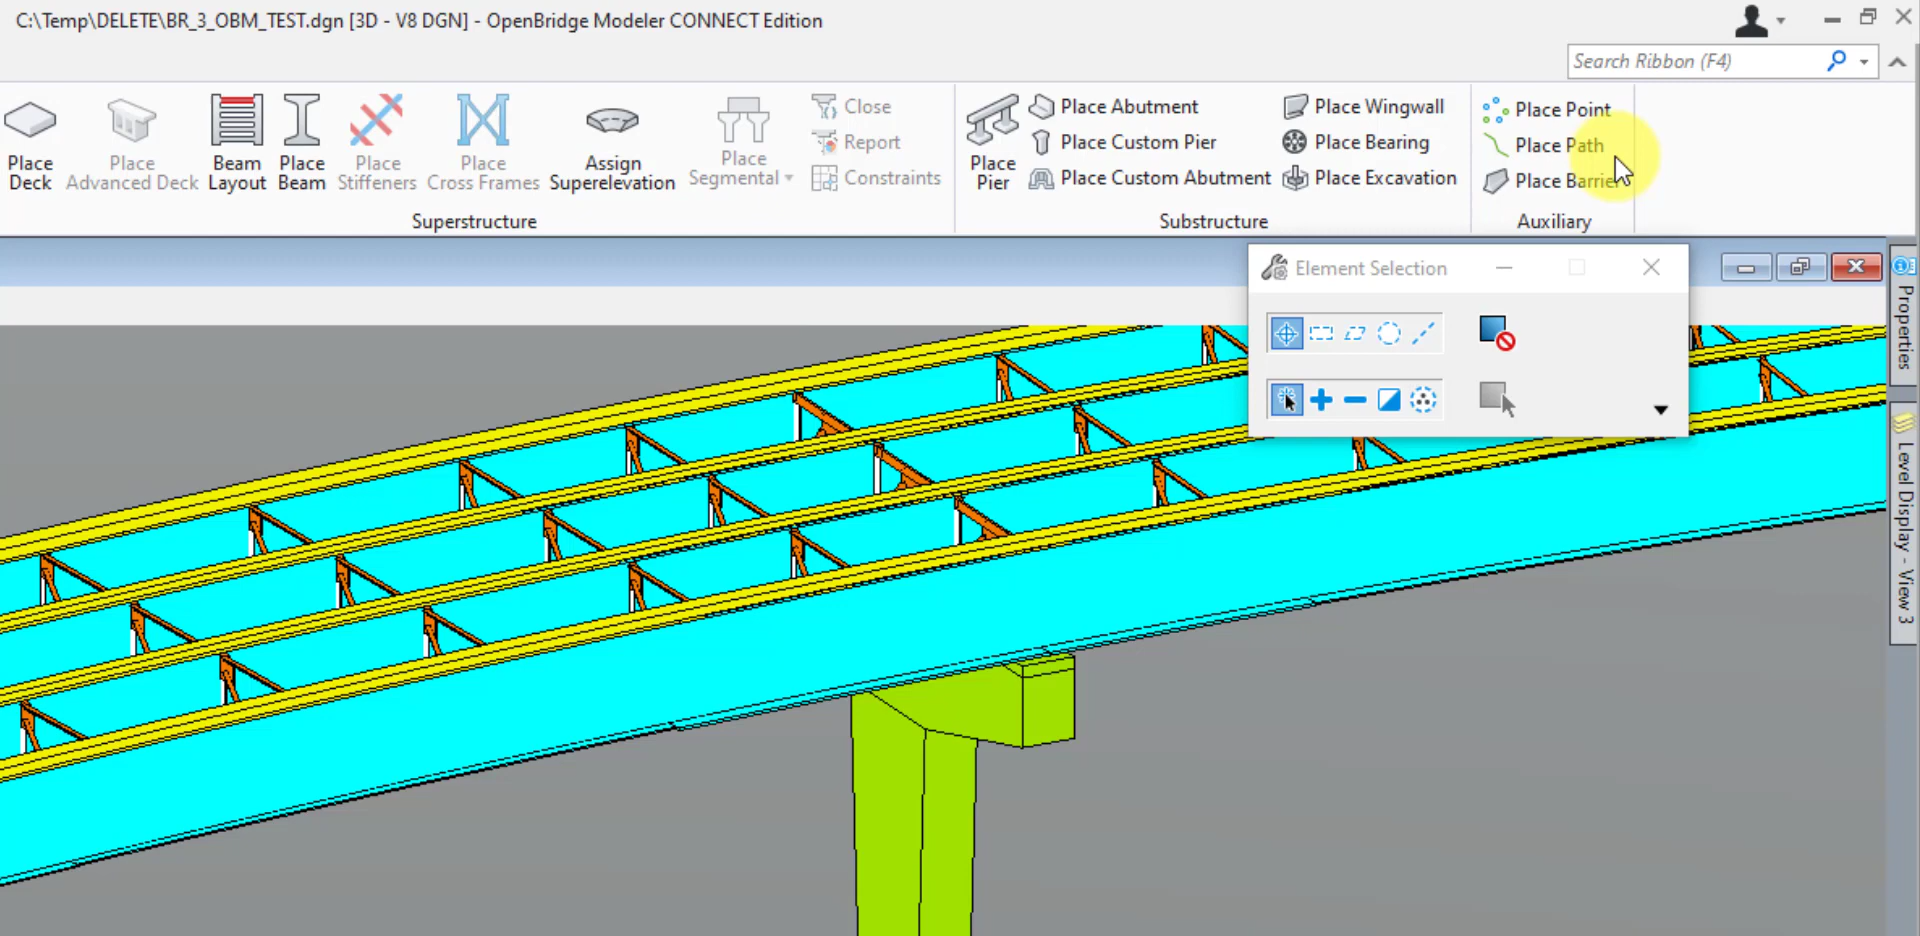 C:\Temp\DELETE\BR_3_OBM_TEST.dgn [3D - V8 DGN] - OpenBridge Modeler CONNECT Edition
Search Ribbon (F4)
Place Deck
Place Advanced Deck
Beam Layout
Place Beam
Place Stiffeners
Place Cross Frames
Assign Superelevation
Place Segmental
Close
Report
Constraints
Superstructure
Place Pier
Place Abutment
Place Custom Pier
Place Custom Abutment
Place Wingwall
Place Bearing
Place Excavation
Substructure
Place Point
Place Path
Place Barrier
Auxiliary
Element Selection
Properties
Level Display - View 3